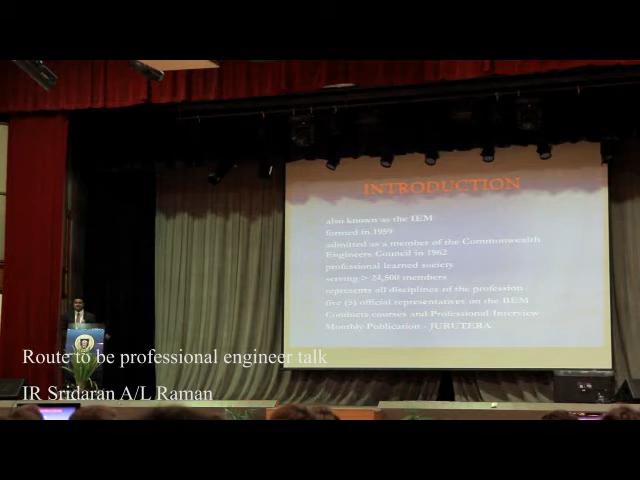 INTRODUCTION
also known as the IEM
formed in 1959
admitted as a member of the Commonwealth
Engineers Council in 1962
professional learned society
serving > 24,500 members
represents all disciplines of the profession
five (5) official representatives on the BEM
Conducts courses and Professional Interview
Monthly Publication - JURUTERA
Route to be professional engineer talk
IR Sridaran A/L Raman